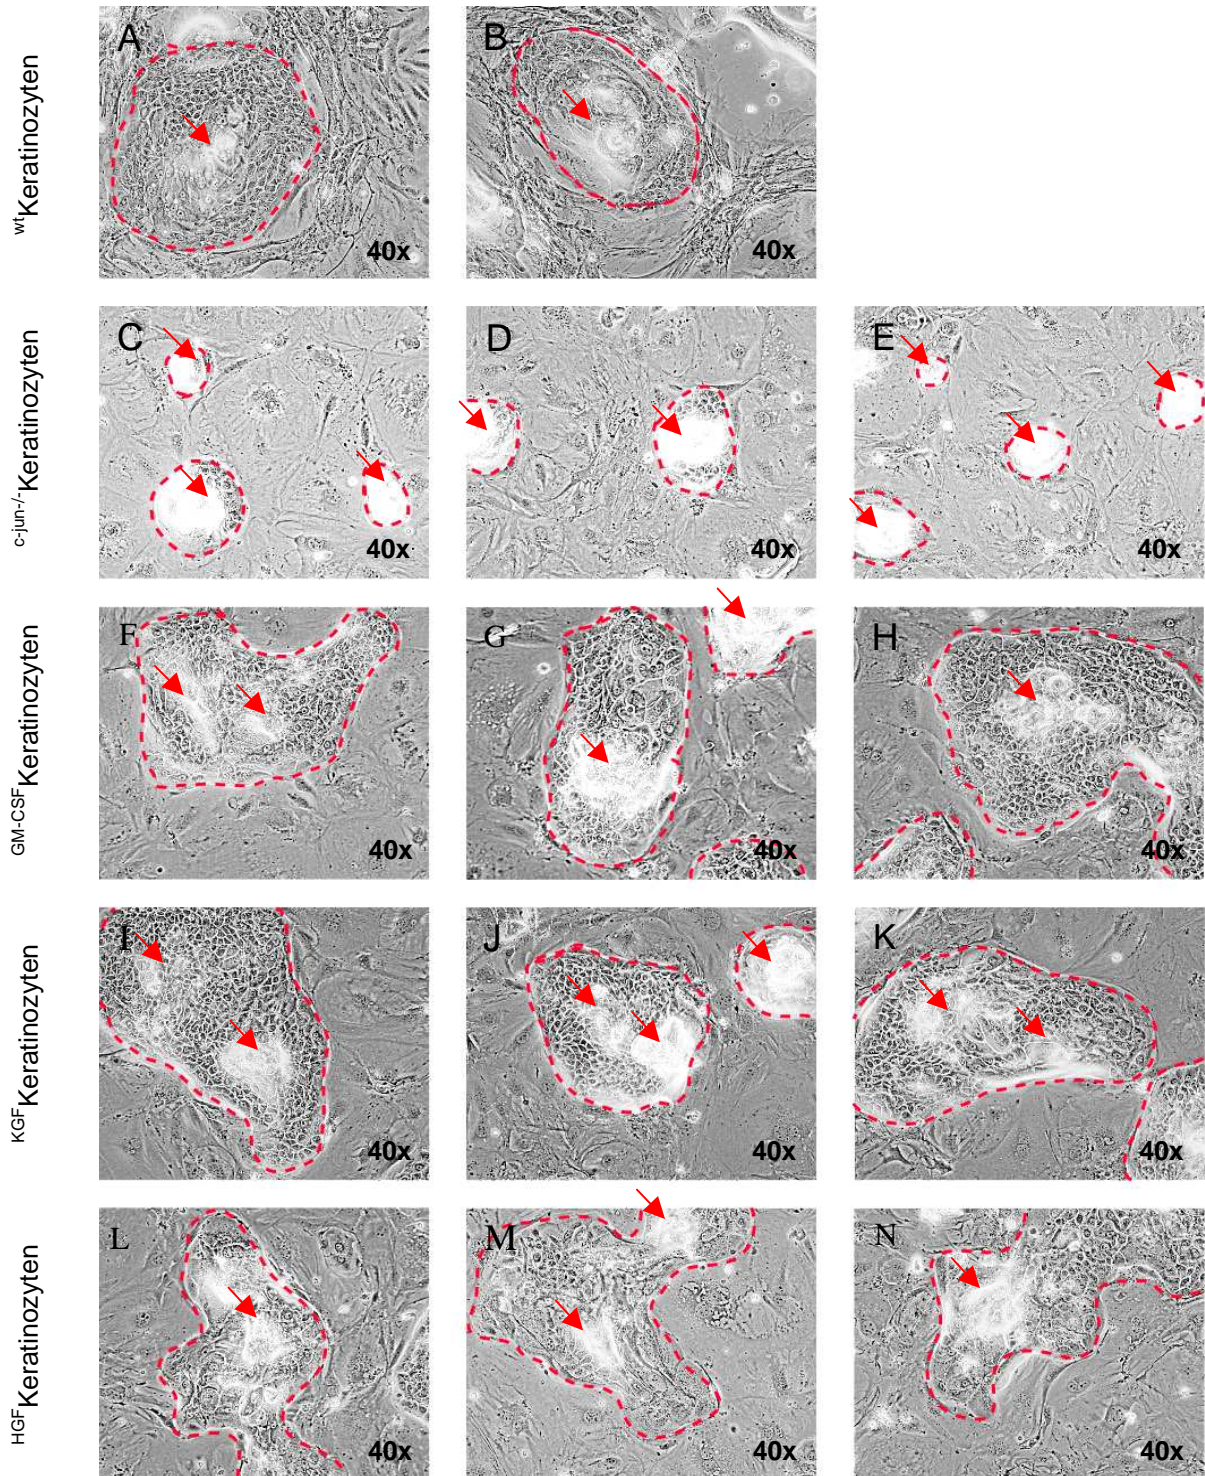 wtKeratinozyten
A
40x
B
40x
c-jun-/-Keratinozyten
C
40x
D
40x
E
40x
GM-CSFKeratinozyten
F
40x
G
40x
H
40x
KGFKeratinozyten
I
40x
J
40x
K
40x
HGFKeratinozyten
L
40x
M
40x
N
40x